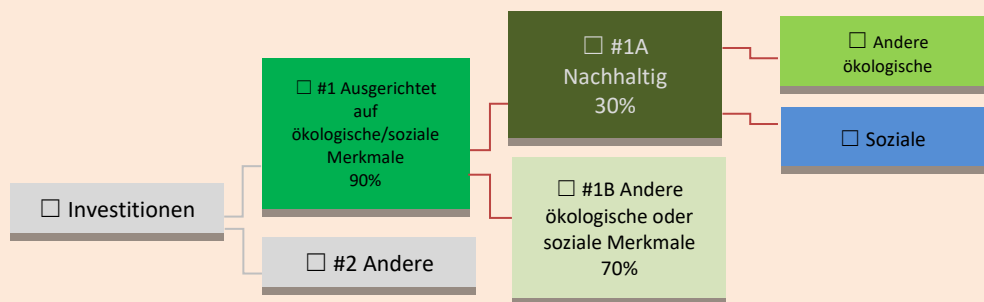 ☐ Investitionen
☐ #1 Ausgerichtet
auf
ökologische/soziale
Merkmale
90%
☐ #2 Andere
☐ #1A
Nachhaltig
30%
☐ #1B Andere
ökologische oder
soziale Merkmale
70%
☐ Andere
ökologische
☐ Soziale